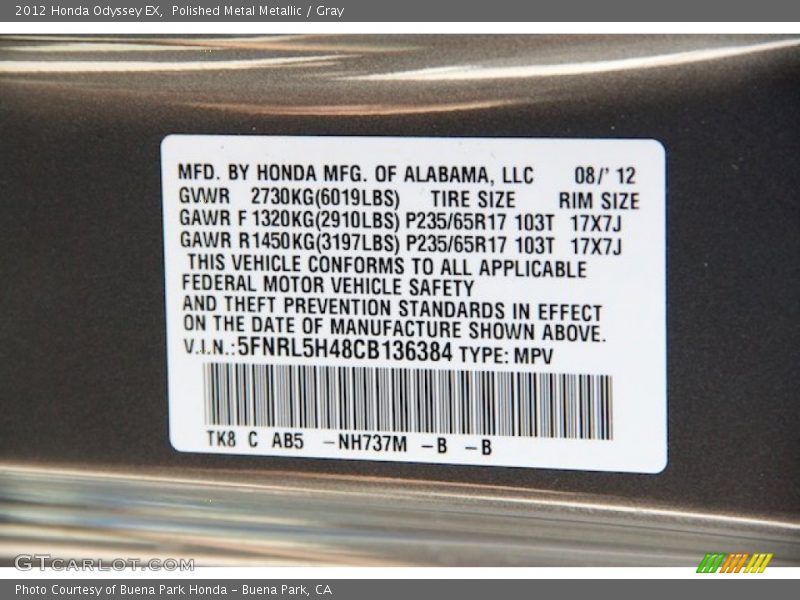 2012 Honda Odyssey EX, Polished Metal Metallic / Gray
MFD. BY HONDA MFG. OF ALABAMA, LLC 08/' 12
GVWR 2730KG(6019LBS) TIRE SIZE RIM SIZE
GAWR F 1320KG(2910LBS) P235/65R17 103T 17X7J
GAWR R1450KG(3197LBS) P235/65R17 103T 17X7J
THIS VEHICLE CONFORMS TO ALL APPLICABLE
FEDERAL MOTOR VEHICLE SAFETY
AND THEFT PREVENTION STANDARDS IN EFFECT
ON THE DATE OF MANUFACTURE SHOWN ABOVE.
V.I.N.:5FNRL5H48CB136384 TYPE: MPV
TK8 C AB5 -NH737M -B -B
GTCARLOT.COM
Photo Courtesy of Buena Park Honda - Buena Park, CA